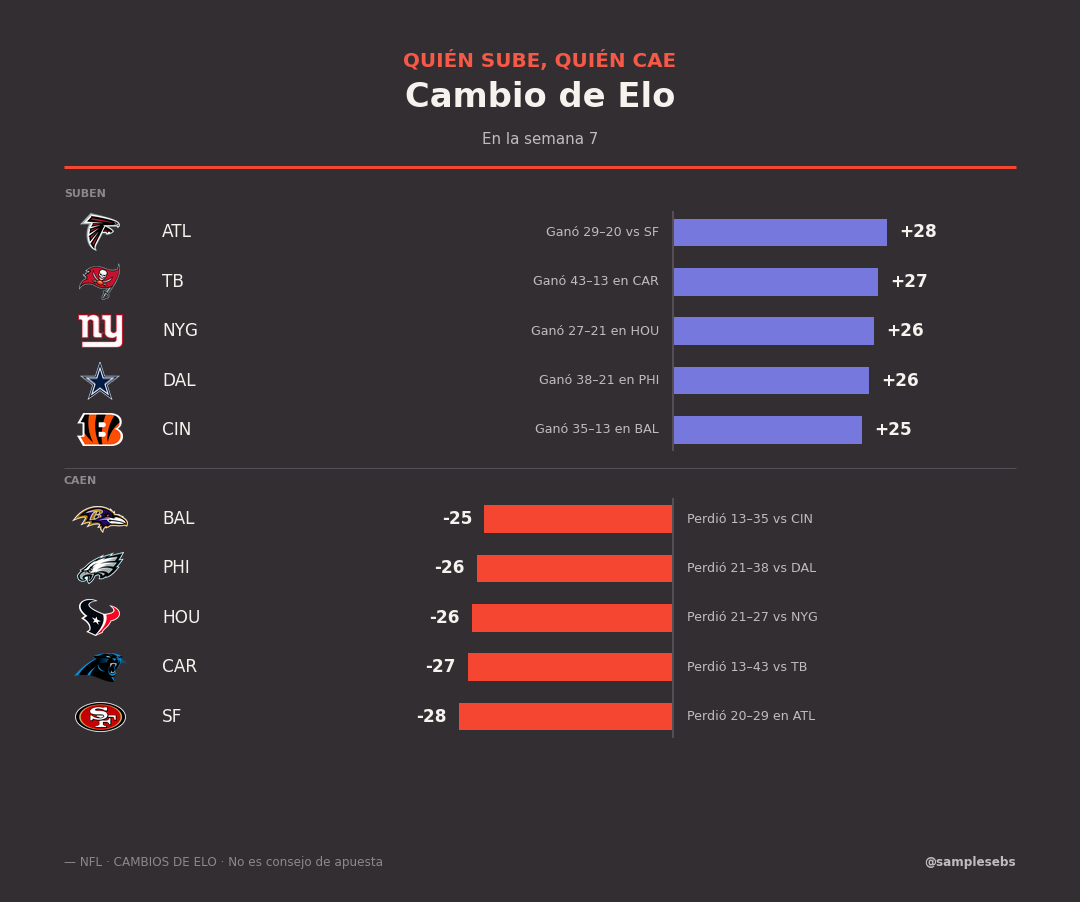 QUIÉN SUBE, QUIÉN CAE
Cambio de Elo
En la semana 7
SUBEN
ATL Ganó 29–20 vs SF +28
TB Ganó 43–13 en CAR +27
ny NYG Ganó 27–21 en HOU +26
DAL Ganó 38–21 en PHI +26
B CIN Ganó 35–13 en BAL +25
CAEN
B BAL -25 Perdió 13–35 vs CIN
PHI -26 Perdió 21–38 vs DAL
HOU -26 Perdió 21–27 vs NYG
CAR -27 Perdió 13–43 vs TB
SF SF -28 Perdió 20–29 en ATL
— NFL · CAMBIOS DE ELO · No es consejo de apuesta
@samplesebs